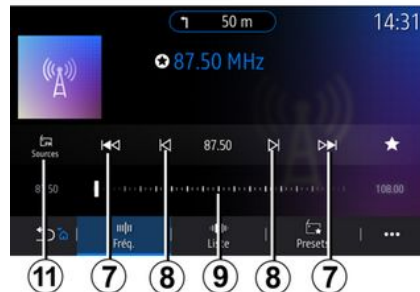 50 m
14:31
87.50 MHz
Sources
87.50
87.50
108.00
Fréq.
Liste
Presets
11 7 8 9 8 7